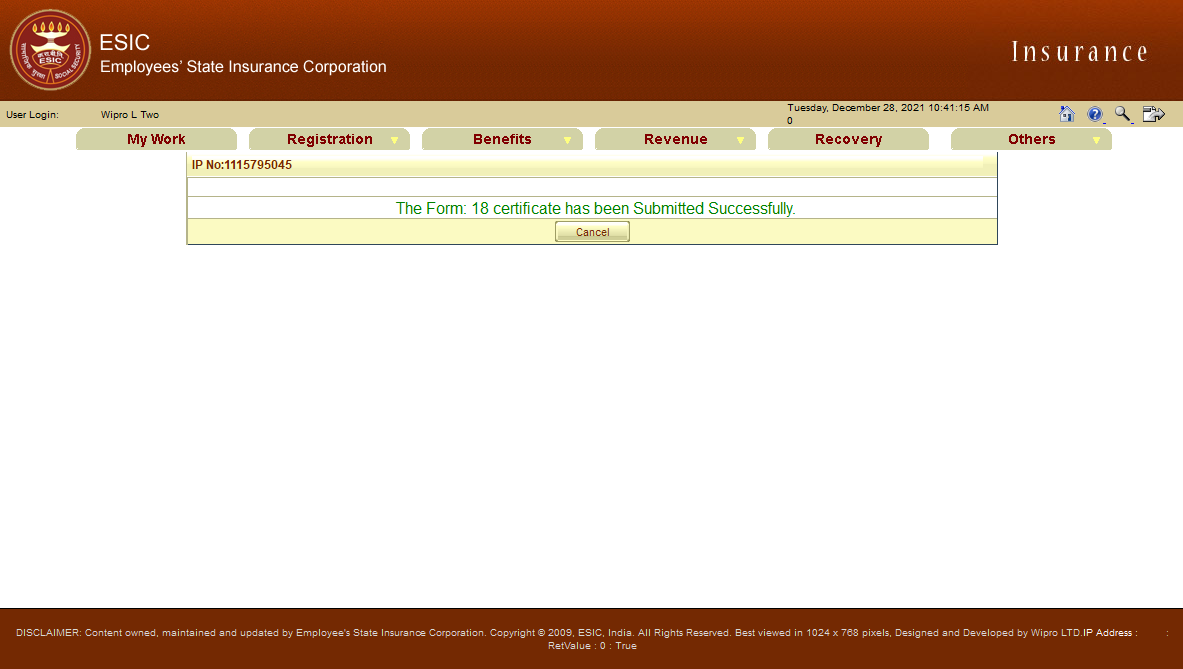 ESIC
Employees' State Insurance Corporation
Insurance
ESIC
SOCIAL SECURITY
User Login: Wipro L Two
Tuesday, December 28, 2021 10:41:15 AM
0
My Work Registration Benefits Revenue Recovery Others
IP No:1115795045
The Form: 18 certificate has been Submitted Successfully.
Cancel
DISCLAIMER: Content owned, maintained and updated by Employee's State Insurance Corporation. Copyright © 2009, ESIC, India. All Rights Reserved. Best viewed in 1024 x 768 pixels, Designed and Developed by Wipro LTD.IP Address : :
RetValue : 0 : True